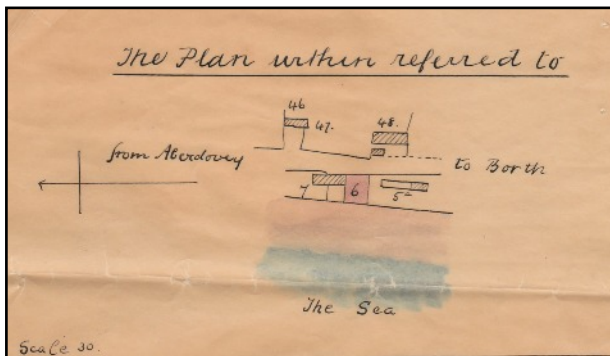 The Plan within referred to
46
47.
48.
from Aberdovey
to Borth
7
6
5
The Sea
Scale 30.